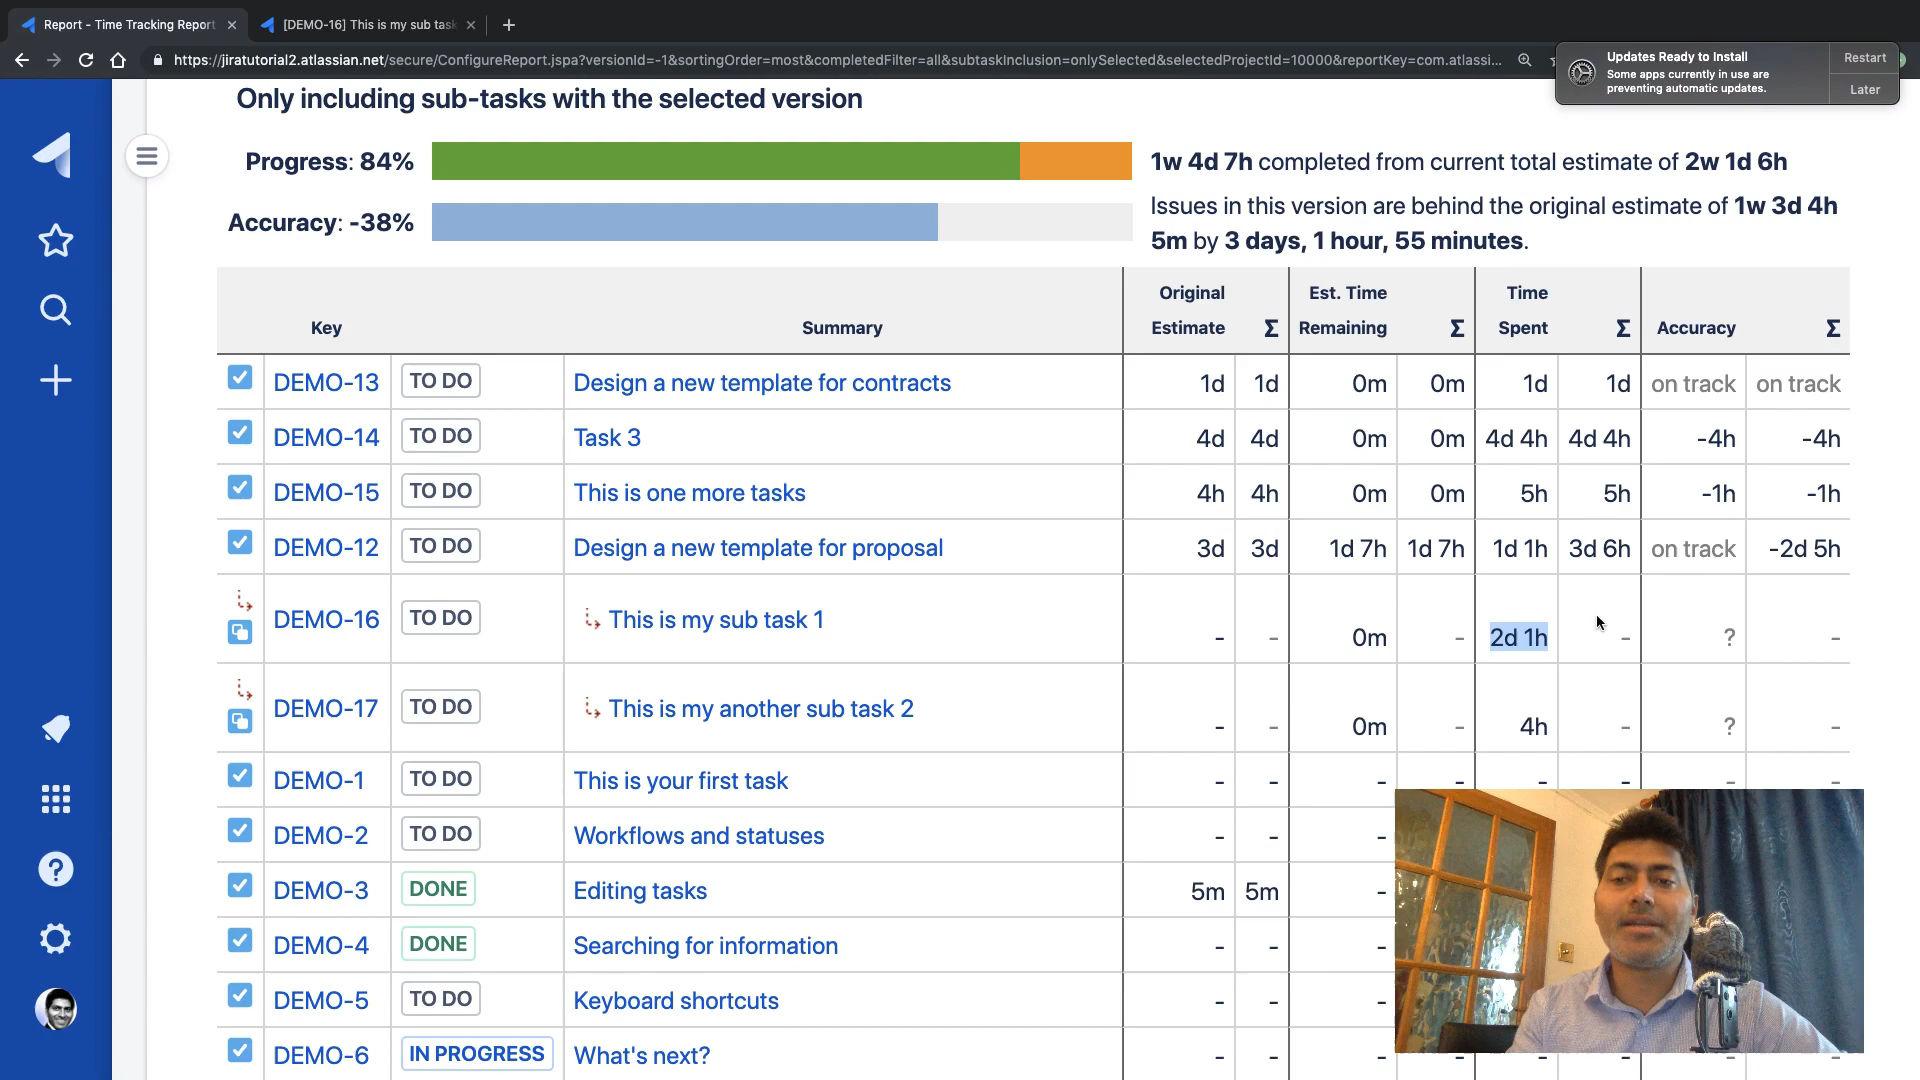 Report - Time Tracking Report
[DEMO-16] This is my sub task
https://jiratutorial2.atlassian.net/secure/ConfigureReport.jspa?versionId=-1&sortingOrder=most&completedFilter=all&subtaskInclusion=onlySelected&selectedProjectId=10000&reportKey=com.atlassi...
Updates Ready to Install
Some apps currently in use are
preventing automatic updates.
Restart
Later
Only including sub-tasks with the selected version
Progress: 84%
1w 4d 7h completed from current total estimate of 2w 1d 6h
Accuracy: -38%
Issues in this version are behind the original estimate of 1w 3d 4h
5m by 3 days, 1 hour, 55 minutes.
Key Summary Original Estimate Σ Est. Time Remaining Σ Time Spent Σ Accuracy Σ
DEMO-13 TO DO Design a new template for contracts 1d 1d 0m 0m 1d 1d on track on track
DEMO-14 TO DO Task 3 4d 4d 0m 0m 4d 4h 4d 4h -4h -4h
DEMO-15 TO DO This is one more tasks 4h 4h 0m 0m 5h 5h -1h -1h
DEMO-12 TO DO Design a new template for proposal 3d 3d 1d 7h 1d 7h 1d 1h 3d 6h on track -2d 5h
DEMO-16 TO DO This is my sub task 1 - - 0m - 2d 1h - ? -
DEMO-17 TO DO This is my another sub task 2 - - 0m - 4h - ? -
DEMO-1 TO DO This is your first task - - - - - - - -
DEMO-2 TO DO Workflows and statuses - - -
DEMO-3 DONE Editing tasks 5m 5m -
DEMO-4 DONE Searching for information - - -
DEMO-5 TO DO Keyboard shortcuts - - -
DEMO-6 IN PROGRESS What's next? - - - - - - - -